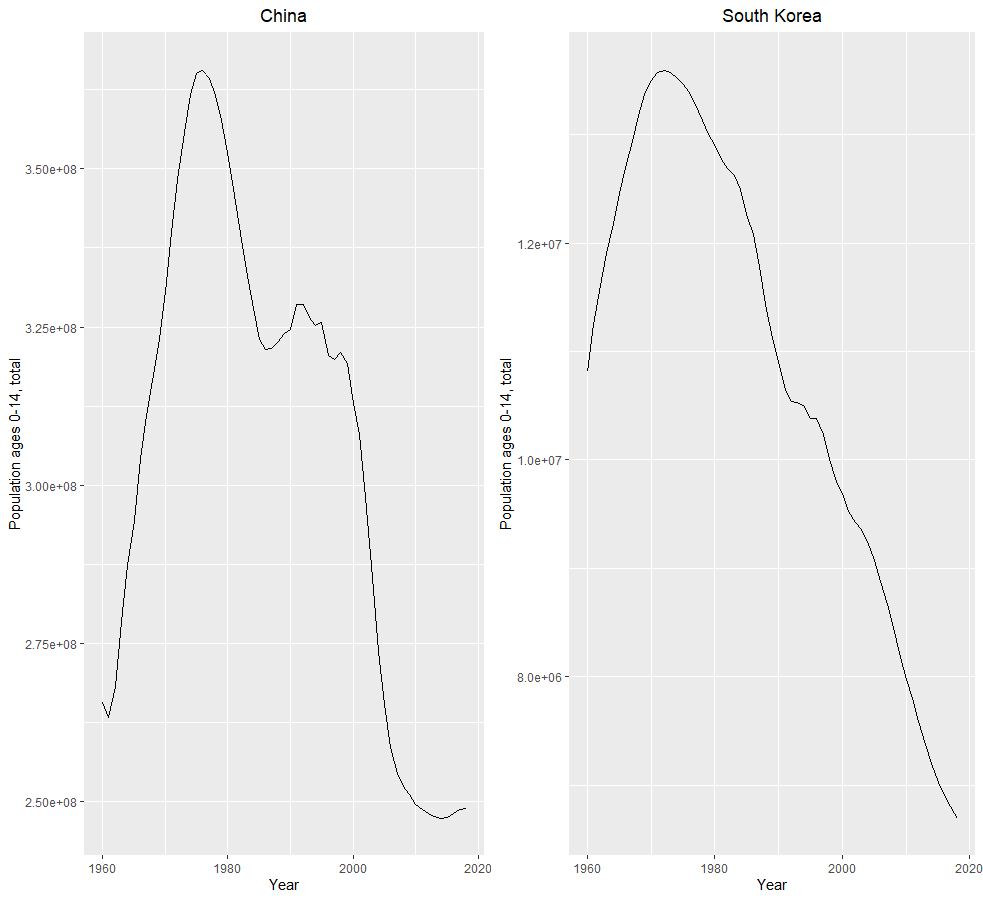 China
Population ages 0-14, total
3.50e+08
3.25e+08
3.00e+08
2.75e+08
2.50e+08
1960 1980 2000 2020
Year
South Korea
Population ages 0-14, total
1.2e+07
1.0e+07
8.0e+06
1960 1980 2000 2020
Year